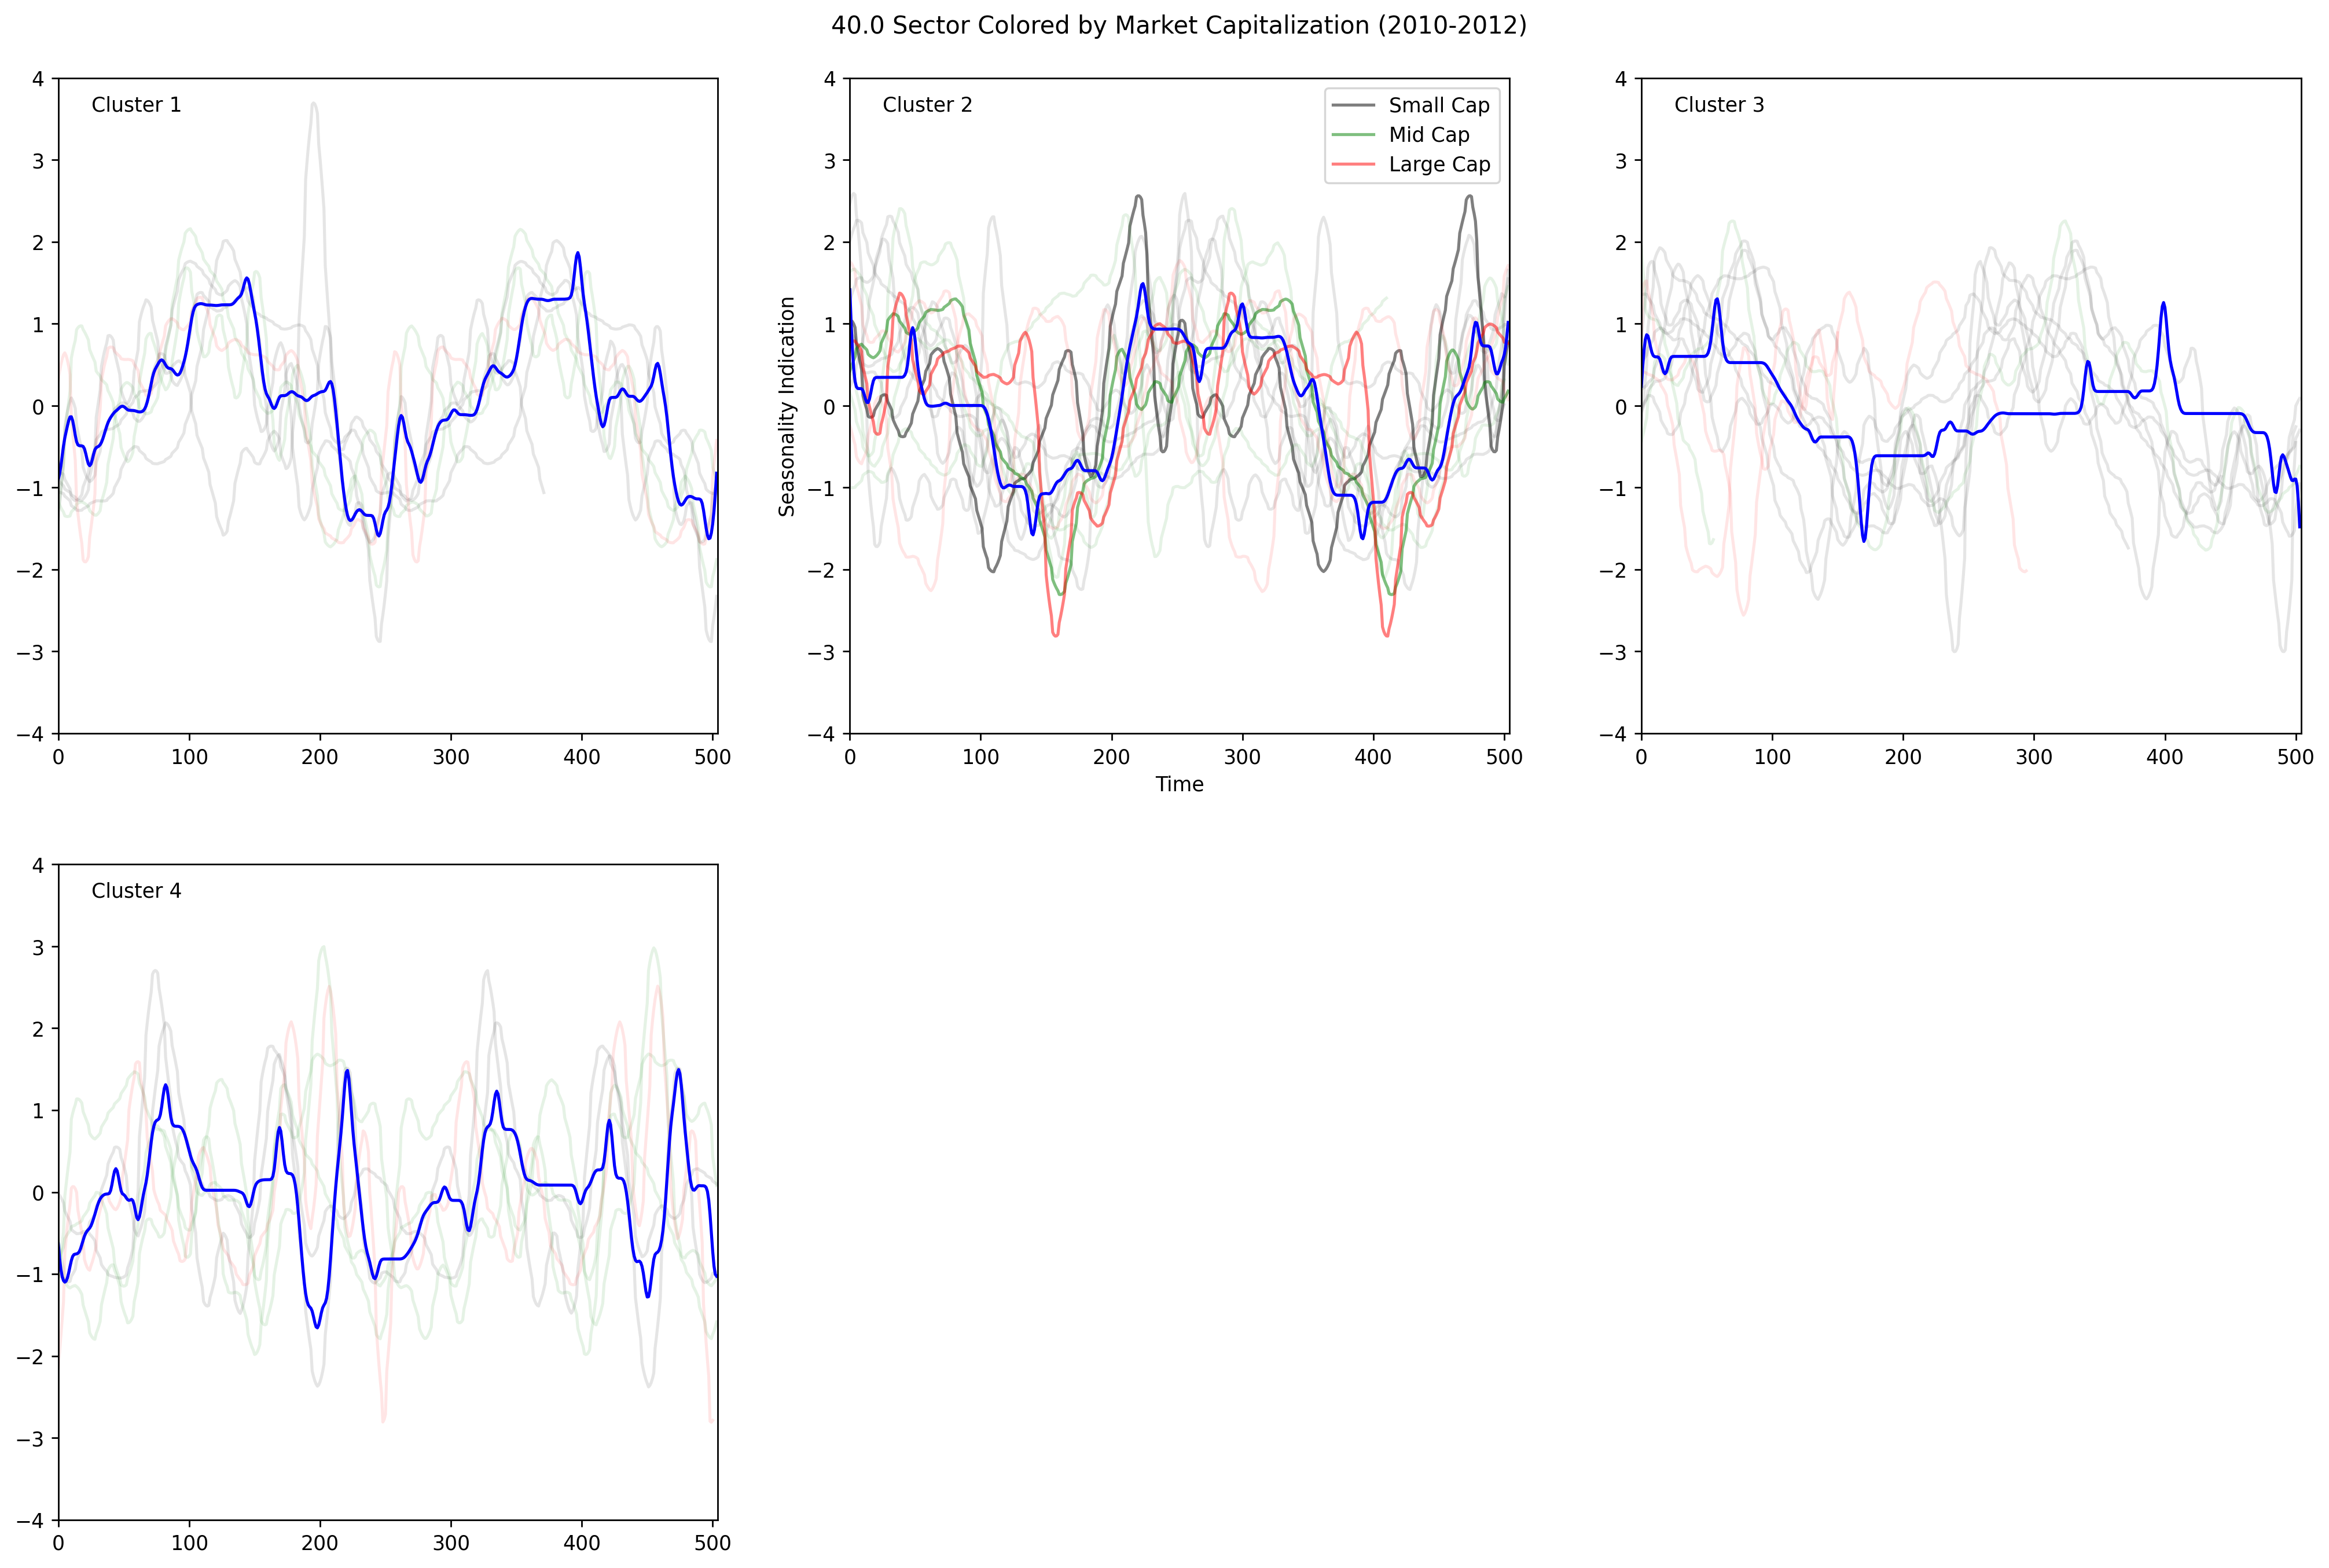 40.0 Sector Colored by Market Capitalization (2010-2012)
Cluster 1
4
3
2
1
0
−1
−2
−3
−4
0 100 200 300 400 500
Cluster 2
Small Cap
Mid Cap
Large Cap
Seasonality Indication
4
3
2
1
0
−1
−2
−3
−4
0 100 200 300 400 500
Time
Cluster 3
4
3
2
1
0
−1
−2
−3
−4
0 100 200 300 400 500
Cluster 4
4
3
2
1
0
−1
−2
−3
−4
0 100 200 300 400 500